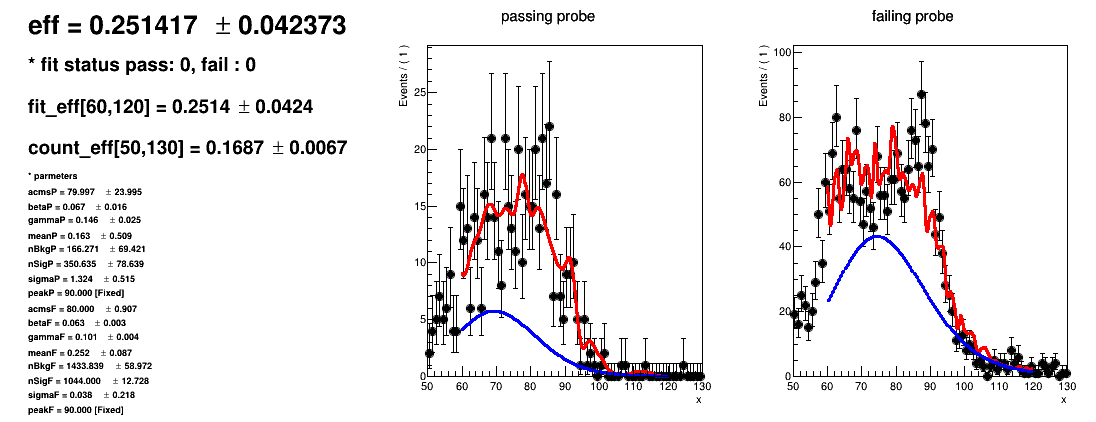 eff = 0.251417 ± 0.042373
* fit status pass: 0, fail : 0
fit_eff[60,120] = 0.2514 ± 0.0424
count_eff[50,130] = 0.1687 ± 0.0067
* parmeters
acmsP = 79.997 ± 23.995
betaP = 0.067 ± 0.016
gammaP = 0.146 ± 0.025
meanP = 0.163 ± 0.509
nBkgP = 166.271 ± 69.421
nSigP = 350.635 ± 78.639
sigmaP = 1.324 ± 0.515
peakP = 90.000 [Fixed]
acmsF = 80.000 ± 0.907
betaF = 0.063 ± 0.003
gammaF = 0.101 ± 0.004
meanF = 0.252 ± 0.087
nBkgF = 1433.839 ± 58.972
nSigF = 1044.000 ± 12.728
sigmaF = 0.038 ± 0.218
peakF = 90.000 [Fixed]
passing probe
Events / ( 1 )
25
20
15
10
5
0
50 60 70 80 90 100 110 120 130
x
failing probe
Events / ( 1 )
100
80
60
40
20
0
50 60 70 80 90 100 110 120 130
x